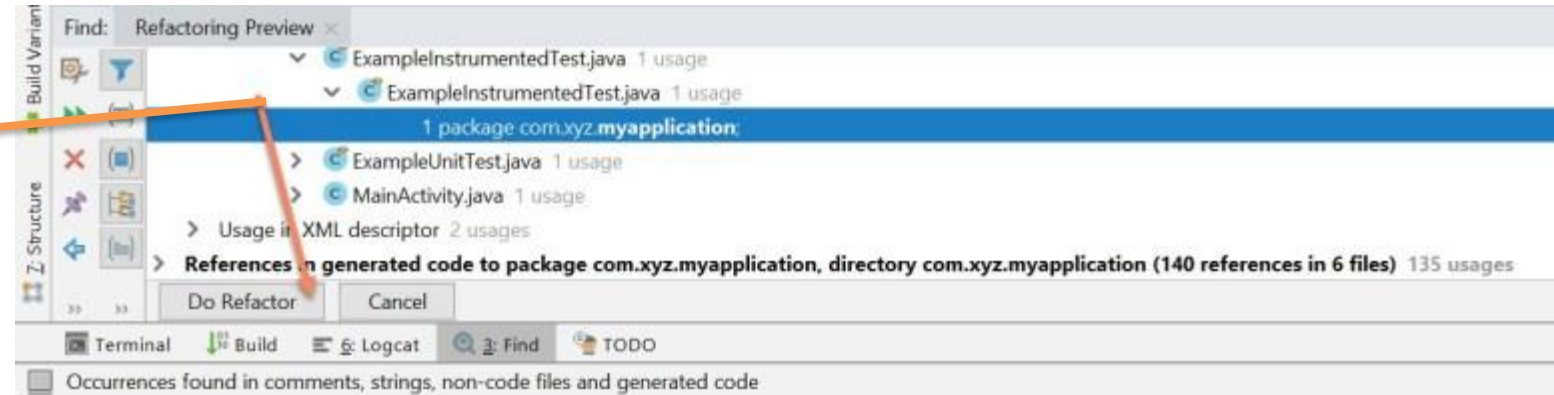 Build Variant
Find: Refactoring Preview
ExampleInstrumentedTest.java 1 usage
ExampleInstrumentedTest.java 1 usage
1 package com.xyz.myapplication;
ExampleUnitTest.java 1 usage
MainActivity.java 1 usage
Z: Structure
Usage in XML descriptor 2 usages
References in generated code to package com.xyz.myapplication, directory com.xyz.myapplication (140 references in 6 files) 135 usages
Do Refactor Cancel
Terminal Build 6: Logcat 3: Find TODO
Occurrences found in comments, strings, non-code files and generated code